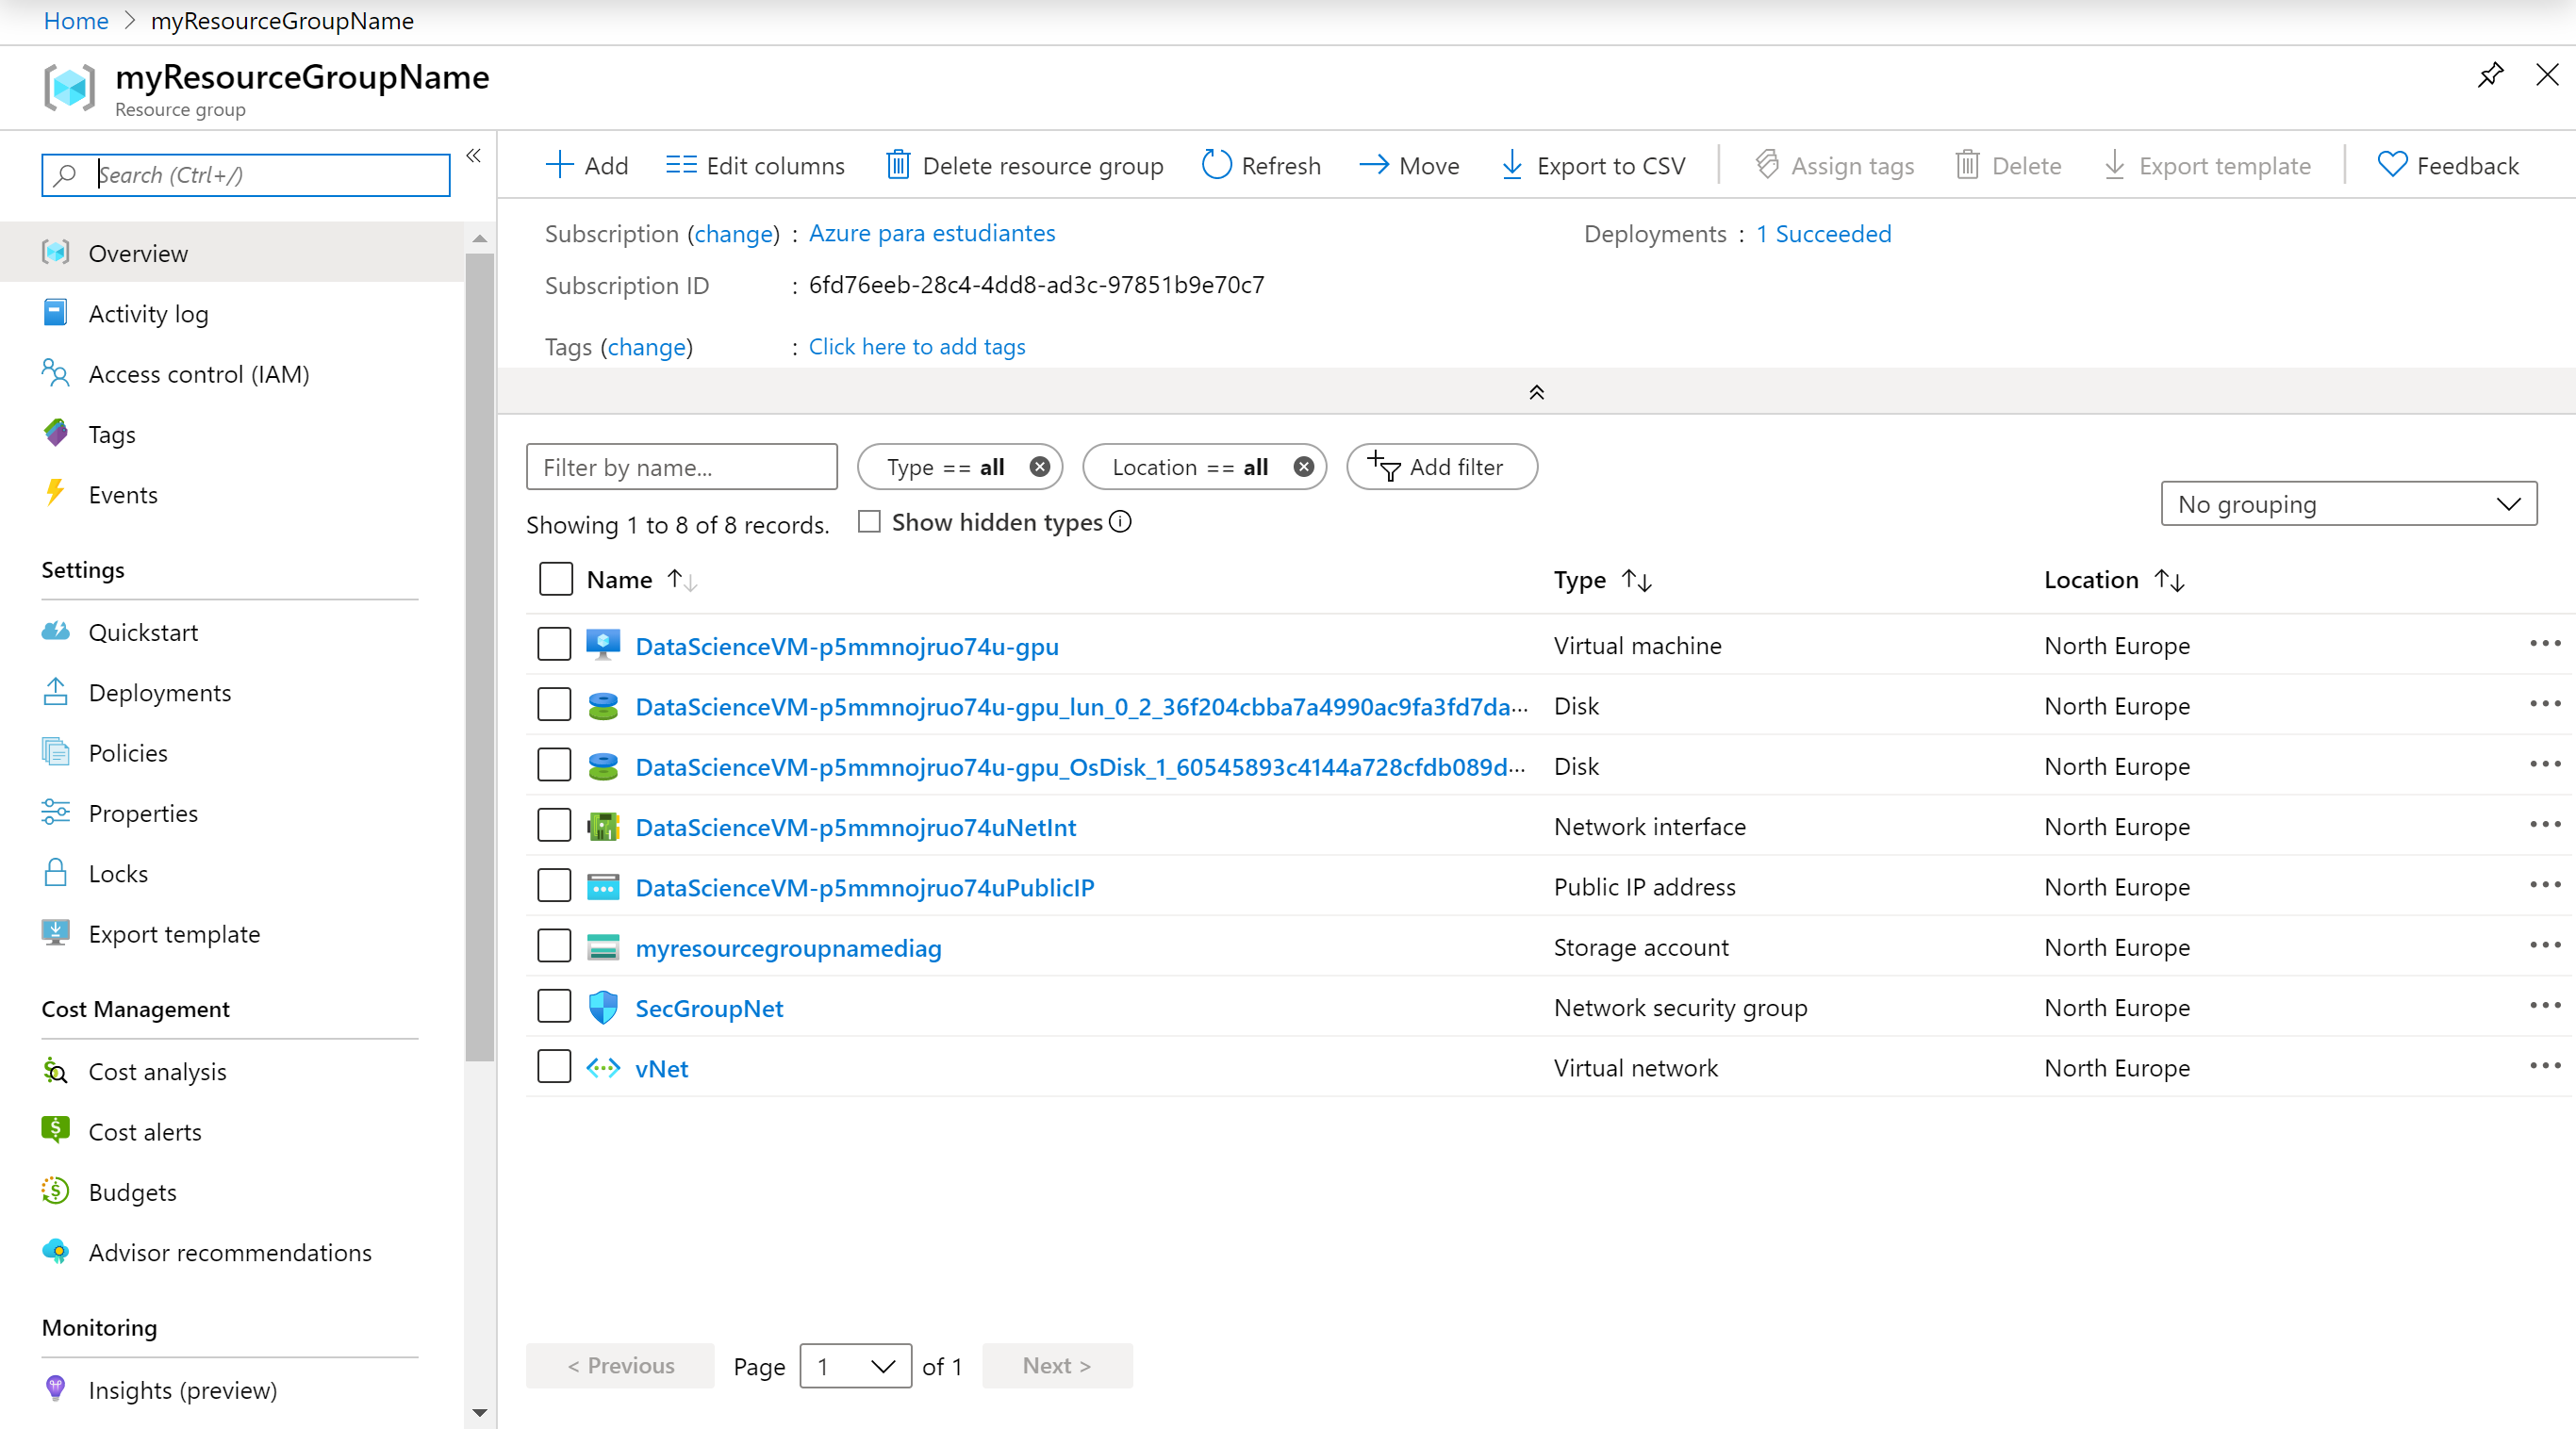 Home > myResourceGroupName
myResourceGroupName
Resource group
Search (Ctrl+/)
Overview
Activity log
Access control (IAM)
Tags
Events
Settings
Quickstart
Deployments
Policies
Properties
Locks
Export template
Cost Management
Cost analysis
Cost alerts
Budgets
Advisor recommendations
Monitoring
Insights (preview)
Add Edit columns Delete resource group Refresh Move Export to CSV Assign tags Delete Export template Feedback
Subscription (change) : Azure para estudiantes Deployments : 1 Succeeded
Subscription ID : 6fd76eeb-28c4-4dd8-ad3c-97851b9e70c7
Tags (change) : Click here to add tags
Filter by name... Type == all Location == all Add filter
No grouping
Showing 1 to 8 of 8 records. Show hidden types
Name Type Location
DataScienceVM-p5mmnojruo74u-gpu Virtual machine North Europe
DataScienceVM-p5mmnojruo74u-gpu_lun_0_2_36f204cbba7a4990ac9fa3fd7da... Disk North Europe
DataScienceVM-p5mmnojruo74u-gpu_OsDisk_1_60545893c4144a728cfdb089d... Disk North Europe
DataScienceVM-p5mmnojruo74uNetInt Network interface North Europe
DataScienceVM-p5mmnojruo74uPublicIP Public IP address North Europe
myresourcegroupnamediag Storage account North Europe
SecGroupNet Network security group North Europe
vNet Virtual network North Europe
< Previous Page 1 of 1 Next >